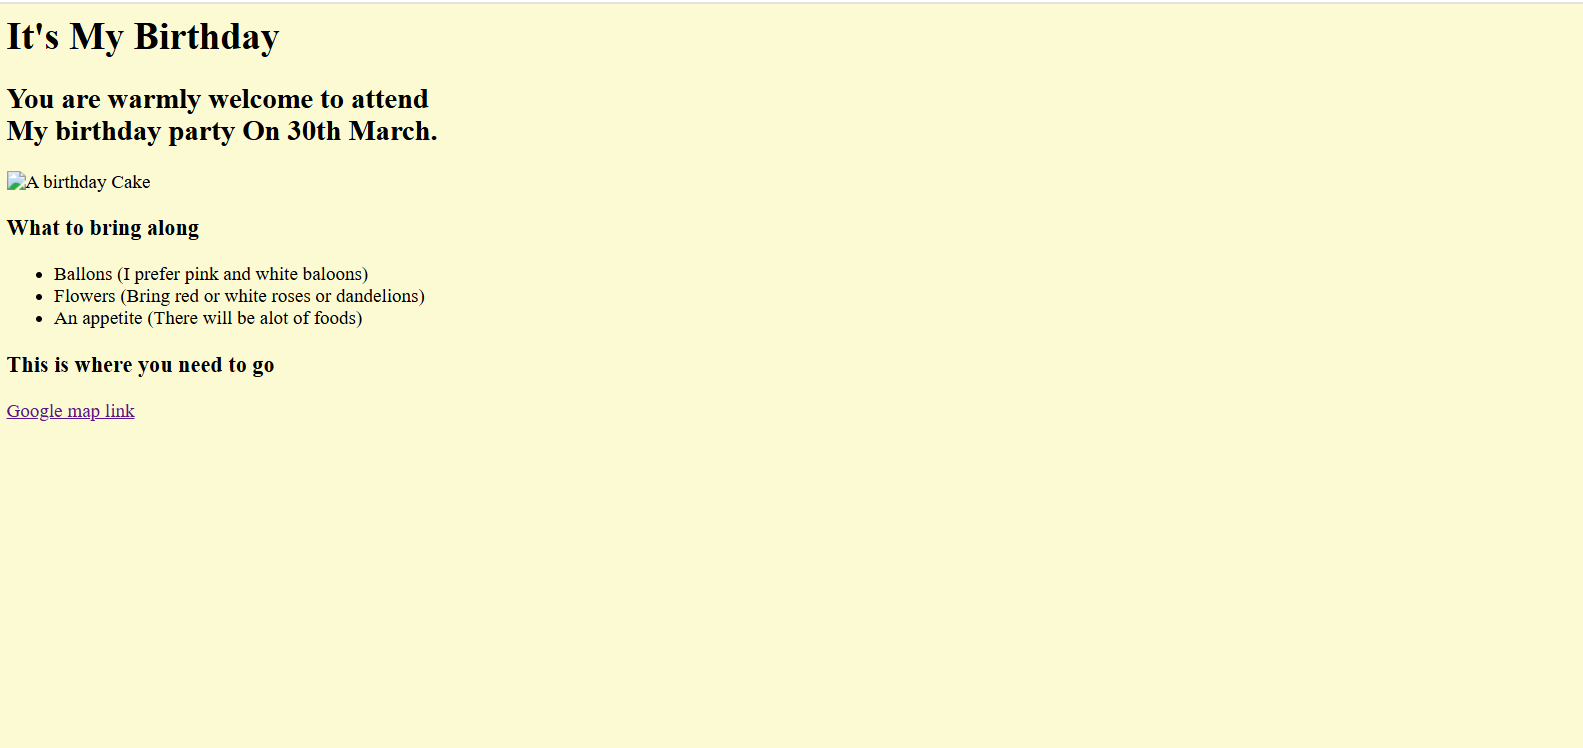 It's My Birthday
You are warmly welcome to attend
My birthday party On 30th March.
A birthday Cake
What to bring along
Ballons (I prefer pink and white baloons)
Flowers (Bring red or white roses or dandelions)
An appetite (There will be alot of foods)
This is where you need to go
Google map link